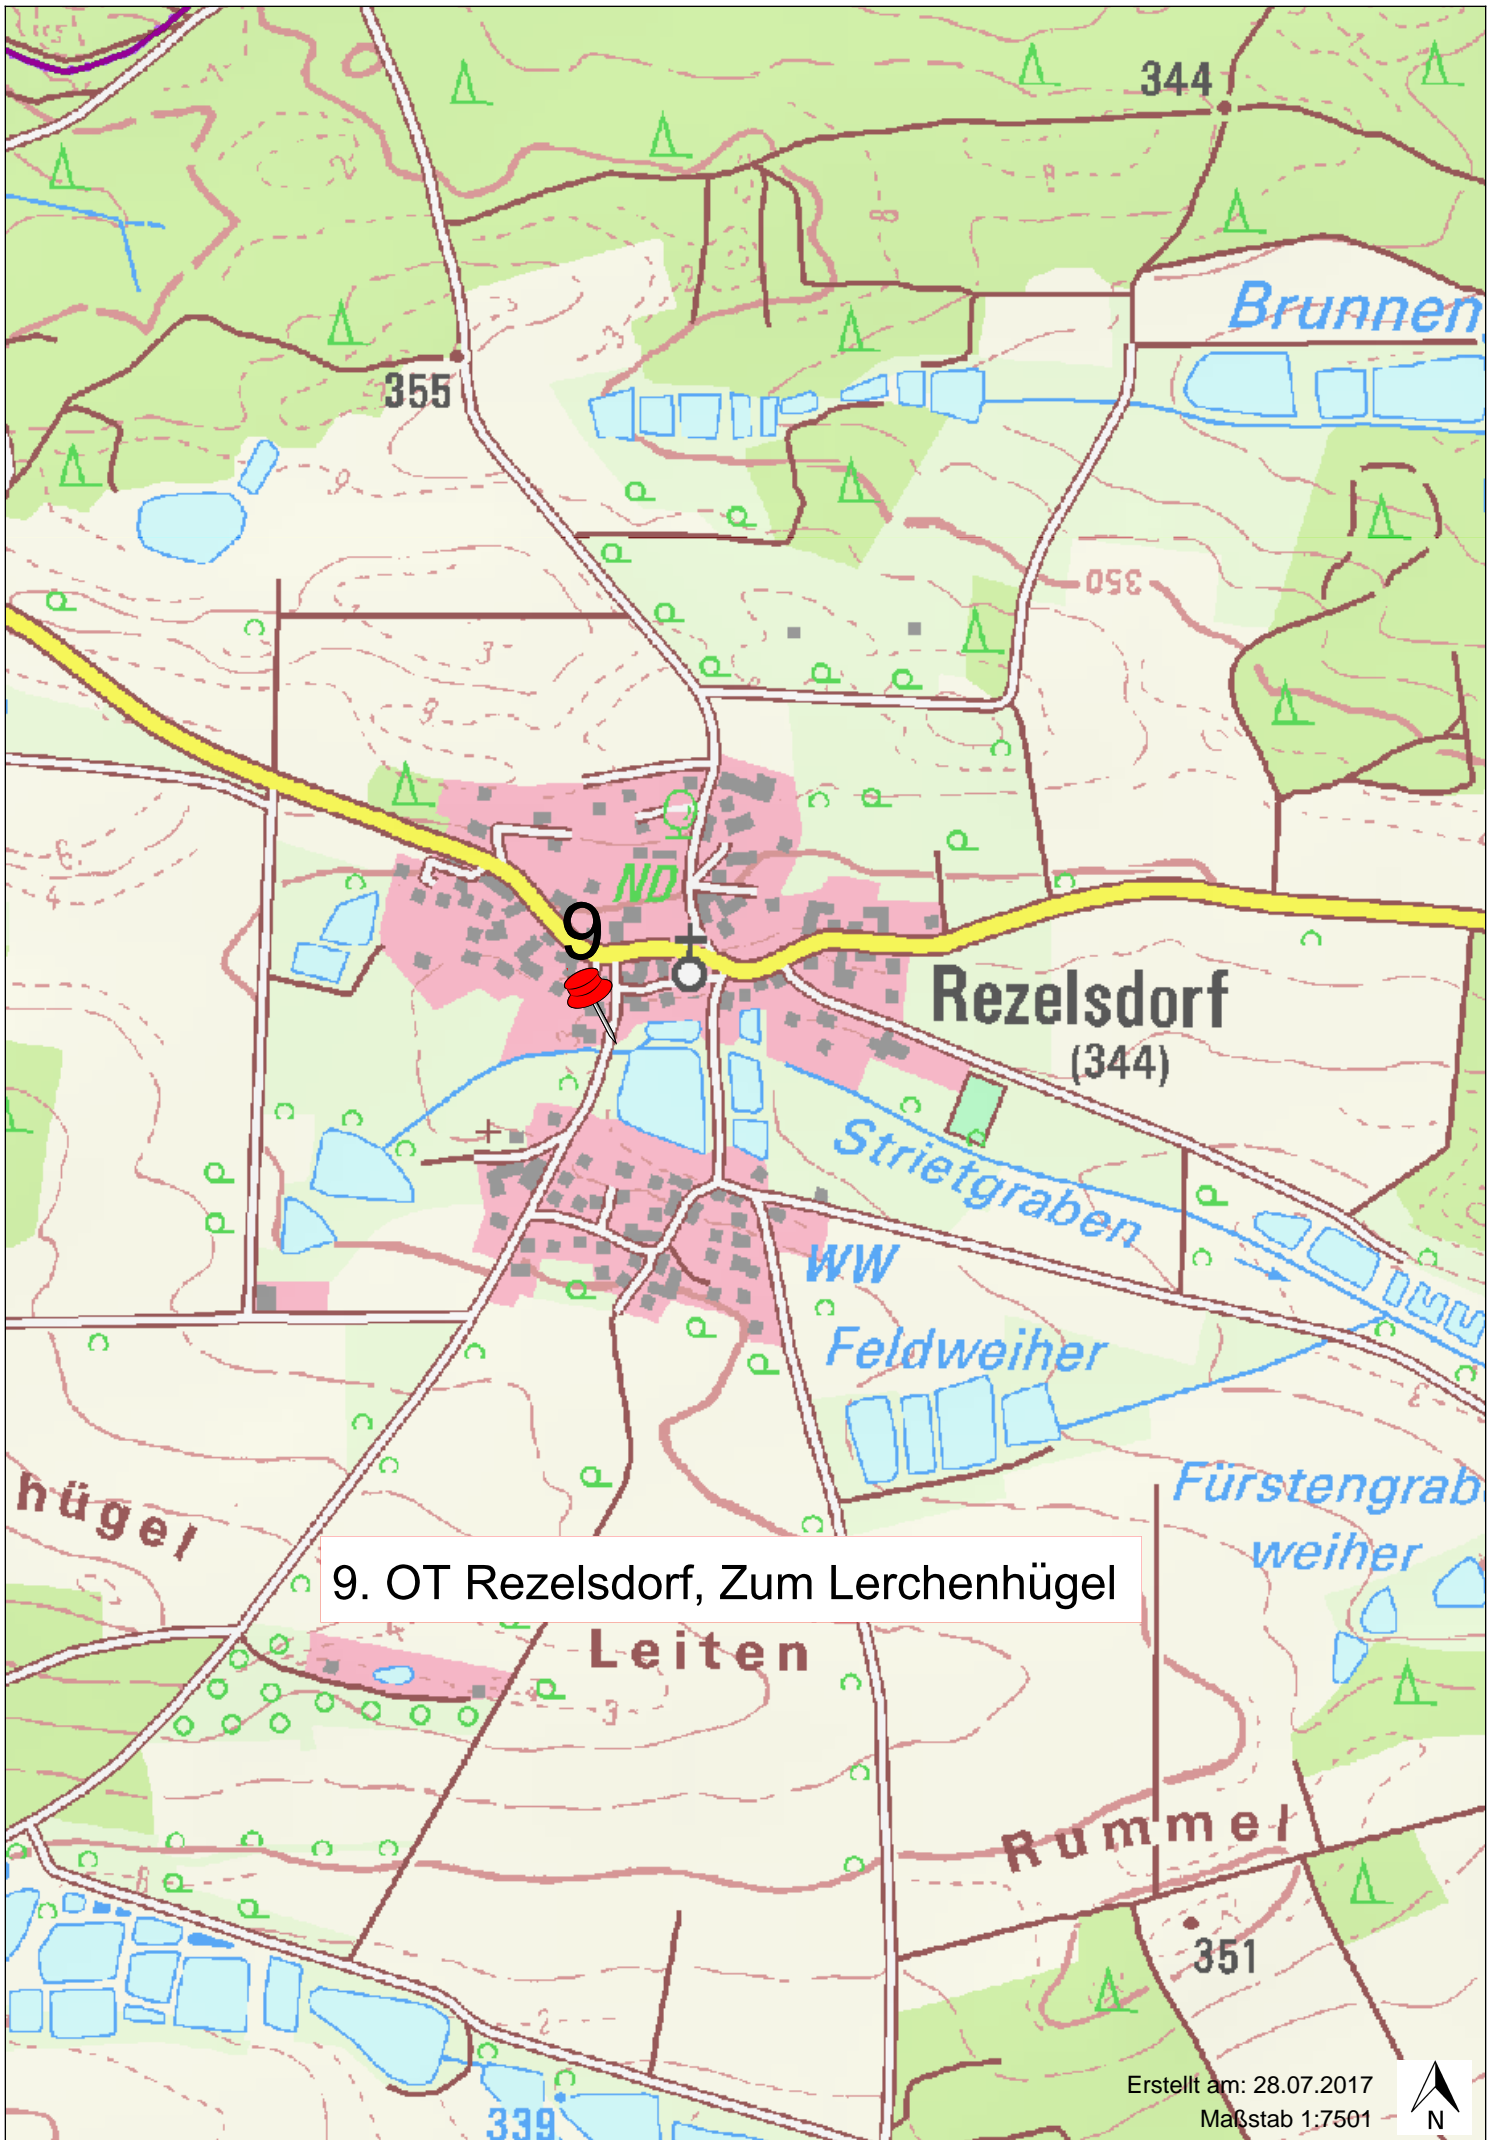 344
Brunnen
355
350
ND
9
Rezelsdorf
(344)
Strietgraben
WW
Feldweiher
hügel
Fürstengrab
weiher
9. OT Rezelsdorf, Zum Lerchenhügel
Leiten
Rummel
351
339
Erstellt am: 28.07.2017
Maßstab 1:7501
N